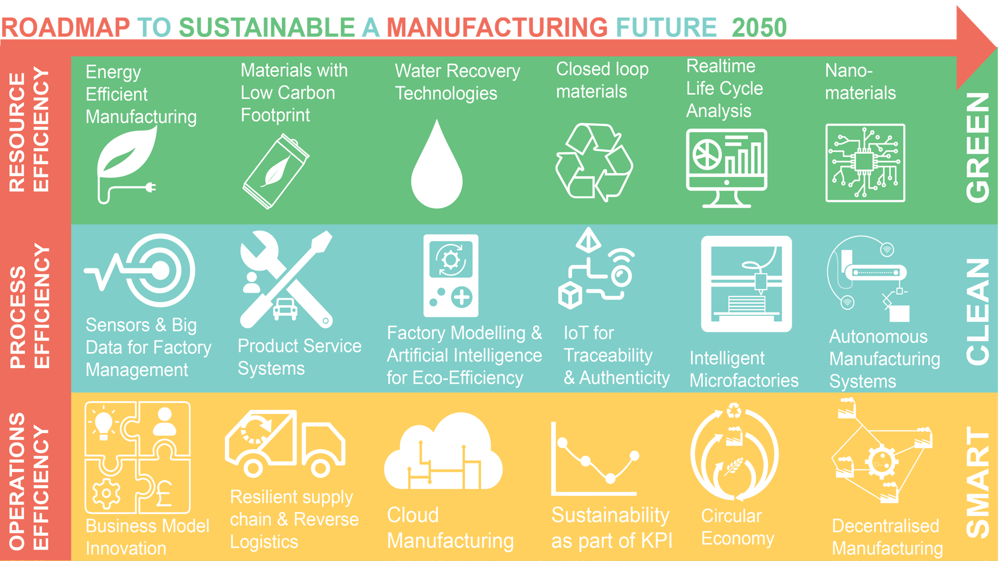 ROADMAP TO SUSTAINABLE A MANUFACTURING FUTURE 2050
RESOURCE
EFFICIENCY
Energy
Efficient
Manufacturing
Materials with
Low Carbon
Footprint
Water Recovery
Technologies
Closed loop
materials
Realtime
Life Cycle
Analysis
Nano-
materials
GREEN
PROCESS
EFFICIENCY
Sensors & Big
Data for Factory
Management
Product Service
Systems
Factory Modelling &
Artificial Intelligence
for Eco-Efficiency
IoT for
Traceability
& Authenticity
Intelligent
Microfactories
Autonomous
Manufacturing
Systems
CLEAN
OPERATIONS
EFFICIENCY
£
Business Model
Innovation
Resilient supply
chain & Reverse
Logistics
Cloud
Manufacturing
Sustainability
as part of KPI
Circular
Economy
Decentralised
Manufacturing
SMART